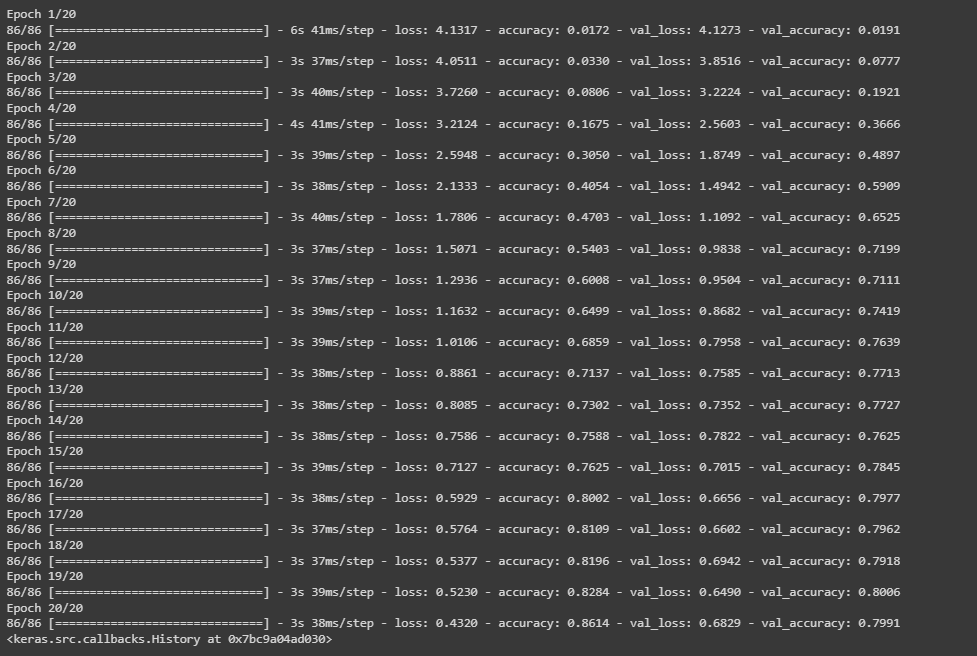 Epoch 1/20
86/86 [==============================] - 6s 41ms/step - loss: 4.1317 - accuracy: 0.0172 - val_loss: 4.1273 - val_accuracy: 0.0191
Epoch 2/20
86/86 [==============================] - 3s 37ms/step - loss: 4.0511 - accuracy: 0.0330 - val_loss: 3.8516 - val_accuracy: 0.0777
Epoch 3/20
86/86 [==============================] - 3s 40ms/step - loss: 3.7260 - accuracy: 0.0806 - val_loss: 3.2224 - val_accuracy: 0.1921
Epoch 4/20
86/86 [==============================] - 4s 41ms/step - loss: 3.2124 - accuracy: 0.1675 - val_loss: 2.5603 - val_accuracy: 0.3666
Epoch 5/20
86/86 [==============================] - 3s 39ms/step - loss: 2.5948 - accuracy: 0.3050 - val_loss: 1.8749 - val_accuracy: 0.4897
Epoch 6/20
86/86 [==============================] - 3s 38ms/step - loss: 2.1333 - accuracy: 0.4054 - val_loss: 1.4942 - val_accuracy: 0.5909
Epoch 7/20
86/86 [==============================] - 3s 40ms/step - loss: 1.7806 - accuracy: 0.4703 - val_loss: 1.1092 - val_accuracy: 0.6525
Epoch 8/20
86/86 [==============================] - 3s 37ms/step - loss: 1.5071 - accuracy: 0.5403 - val_loss: 0.9838 - val_accuracy: 0.7199
Epoch 9/20
86/86 [==============================] - 3s 37ms/step - loss: 1.2936 - accuracy: 0.6008 - val_loss: 0.9504 - val_accuracy: 0.7111
Epoch 10/20
86/86 [==============================] - 3s 39ms/step - loss: 1.1632 - accuracy: 0.6499 - val_loss: 0.8682 - val_accuracy: 0.7419
Epoch 11/20
86/86 [==============================] - 3s 39ms/step - loss: 1.0106 - accuracy: 0.6859 - val_loss: 0.7958 - val_accuracy: 0.7639
Epoch 12/20
86/86 [==============================] - 3s 38ms/step - loss: 0.8861 - accuracy: 0.7137 - val_loss: 0.7585 - val_accuracy: 0.7713
Epoch 13/20
86/86 [==============================] - 3s 38ms/step - loss: 0.8085 - accuracy: 0.7302 - val_loss: 0.7352 - val_accuracy: 0.7727
Epoch 14/20
86/86 [==============================] - 3s 38ms/step - loss: 0.7586 - accuracy: 0.7588 - val_loss: 0.7822 - val_accuracy: 0.7625
Epoch 15/20
86/86 [==============================] - 3s 39ms/step - loss: 0.7127 - accuracy: 0.7625 - val_loss: 0.7015 - val_accuracy: 0.7845
Epoch 16/20
86/86 [==============================] - 3s 38ms/step - loss: 0.5929 - accuracy: 0.8002 - val_loss: 0.6656 - val_accuracy: 0.7977
Epoch 17/20
86/86 [==============================] - 3s 37ms/step - loss: 0.5764 - accuracy: 0.8109 - val_loss: 0.6602 - val_accuracy: 0.7962
Epoch 18/20
86/86 [==============================] - 3s 37ms/step - loss: 0.5377 - accuracy: 0.8196 - val_loss: 0.6942 - val_accuracy: 0.7918
Epoch 19/20
86/86 [==============================] - 3s 39ms/step - loss: 0.5230 - accuracy: 0.8284 - val_loss: 0.6490 - val_accuracy: 0.8006
Epoch 20/20
86/86 [==============================] - 3s 38ms/step - loss: 0.4320 - accuracy: 0.8614 - val_loss: 0.6829 - val_accuracy: 0.7991
<keras.src.callbacks.History at 0x7bc9a04ad030>